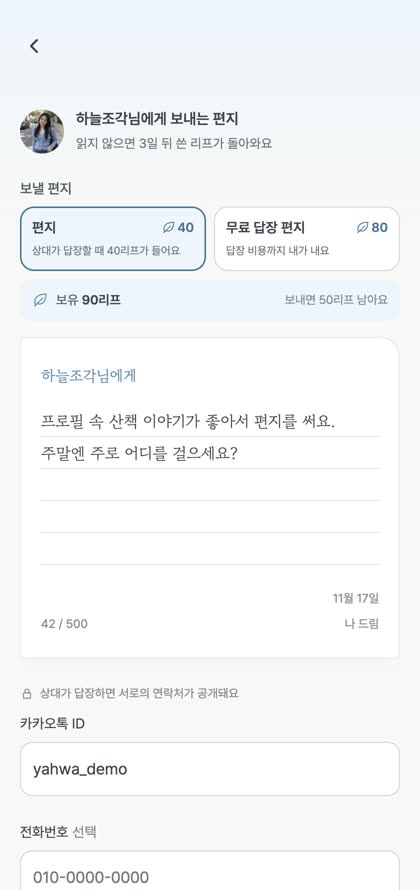 하늘조각님에게 보내는 편지
읽지 않으면 3일 뒤 쓴 리프가 돌아와요
보낼 편지
편지 40
상대가 답장할 때 40리프가 들어요
무료 답장 편지 80
답장 비용까지 내가 내요
보유 90리프 보내면 50리프 남아요
하늘조각님에게
프로필 속 산책 이야기가 좋아서 편지를 써요.
주말엔 주로 어디를 걸으세요?
11월 17일
42 / 500 나 드림
상대가 답장하면 서로의 연락처가 공개돼요
카카오톡 ID
yahwa_demo
전화번호 선택
010-0000-0000